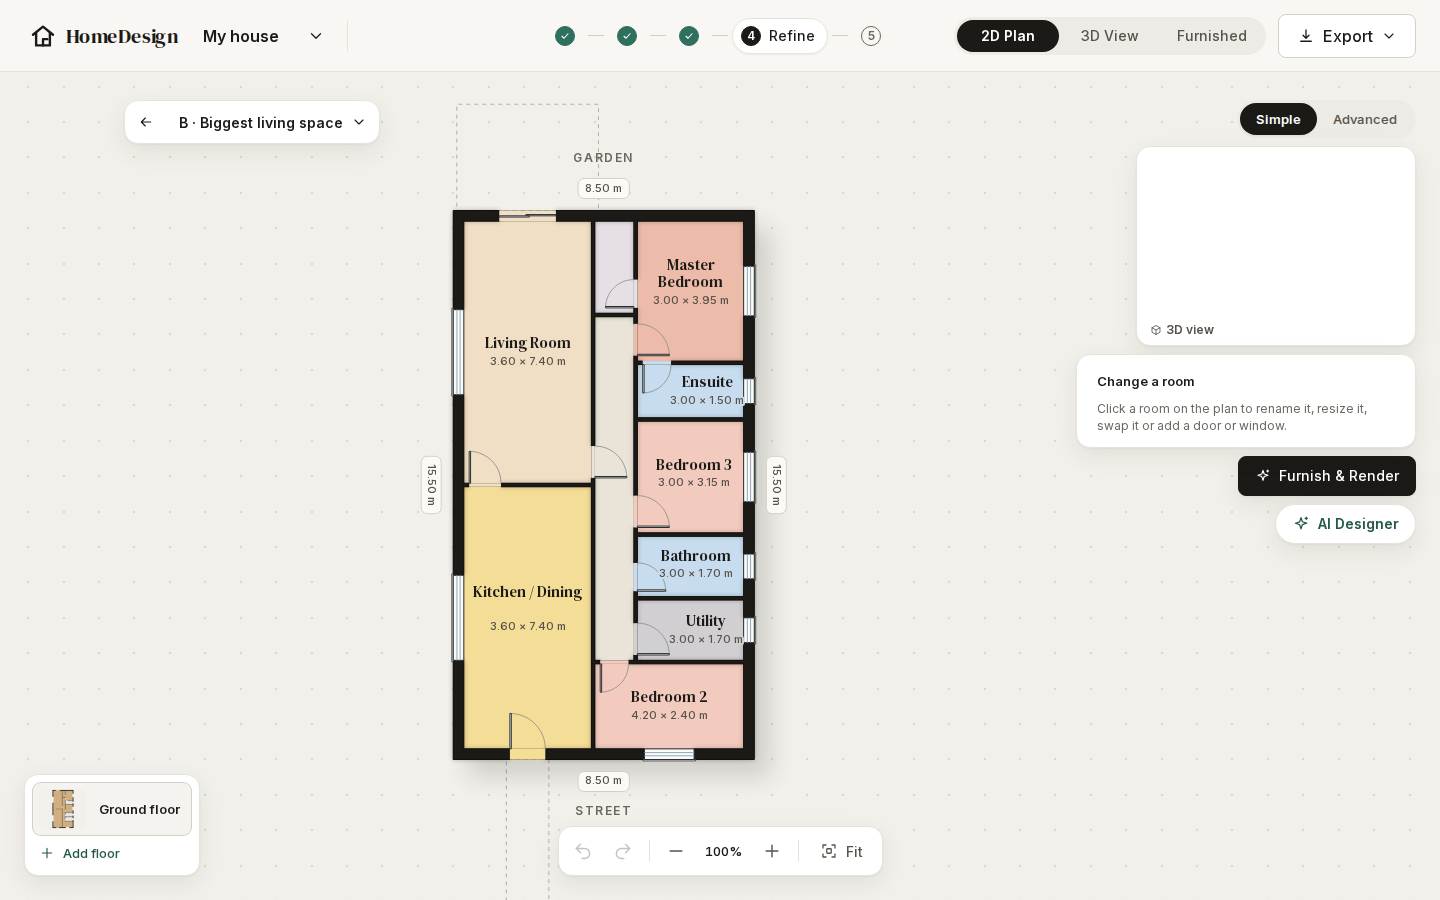 HomeDesign
My house
4 Refine
5
2D Plan
3D View
Furnished
Export
B · Biggest living space
Simple
Advanced
GARDEN
8.50 m
Master
Bedroom
3.00 × 3.95 m
Living Room
3.60 × 7.40 m
Ensuite
3.00 × 1.50 m
Bedroom 3
3.00 × 3.15 m
15.50 m
15.50 m
Bathroom
3.00 × 1.70 m
Kitchen / Dining
3.60 × 7.40 m
Utility
3.00 × 1.70 m
Bedroom 2
4.20 × 2.40 m
8.50 m
STREET
3D view
Change a room
Click a room on the plan to rename it, resize it,
swap it or add a door or window.
Furnish & Render
AI Designer
Ground floor
Add floor
100%
Fit